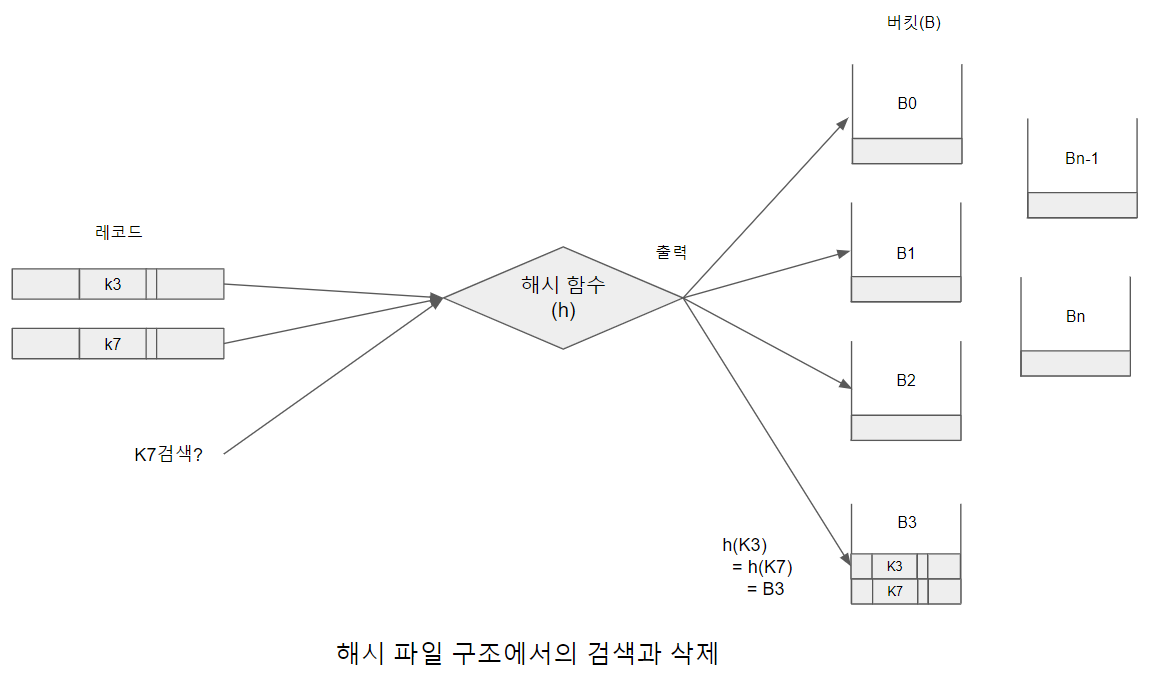 버킷(B)
B0
Bn-1
레코드
출력
B1
k3
해시 함수
(h)
Bn
k7
B2
K7검색?
B3
h(K3)
= h(K7)
= B3
K3
K7
해시 파일 구조에서의 검색과 삭제